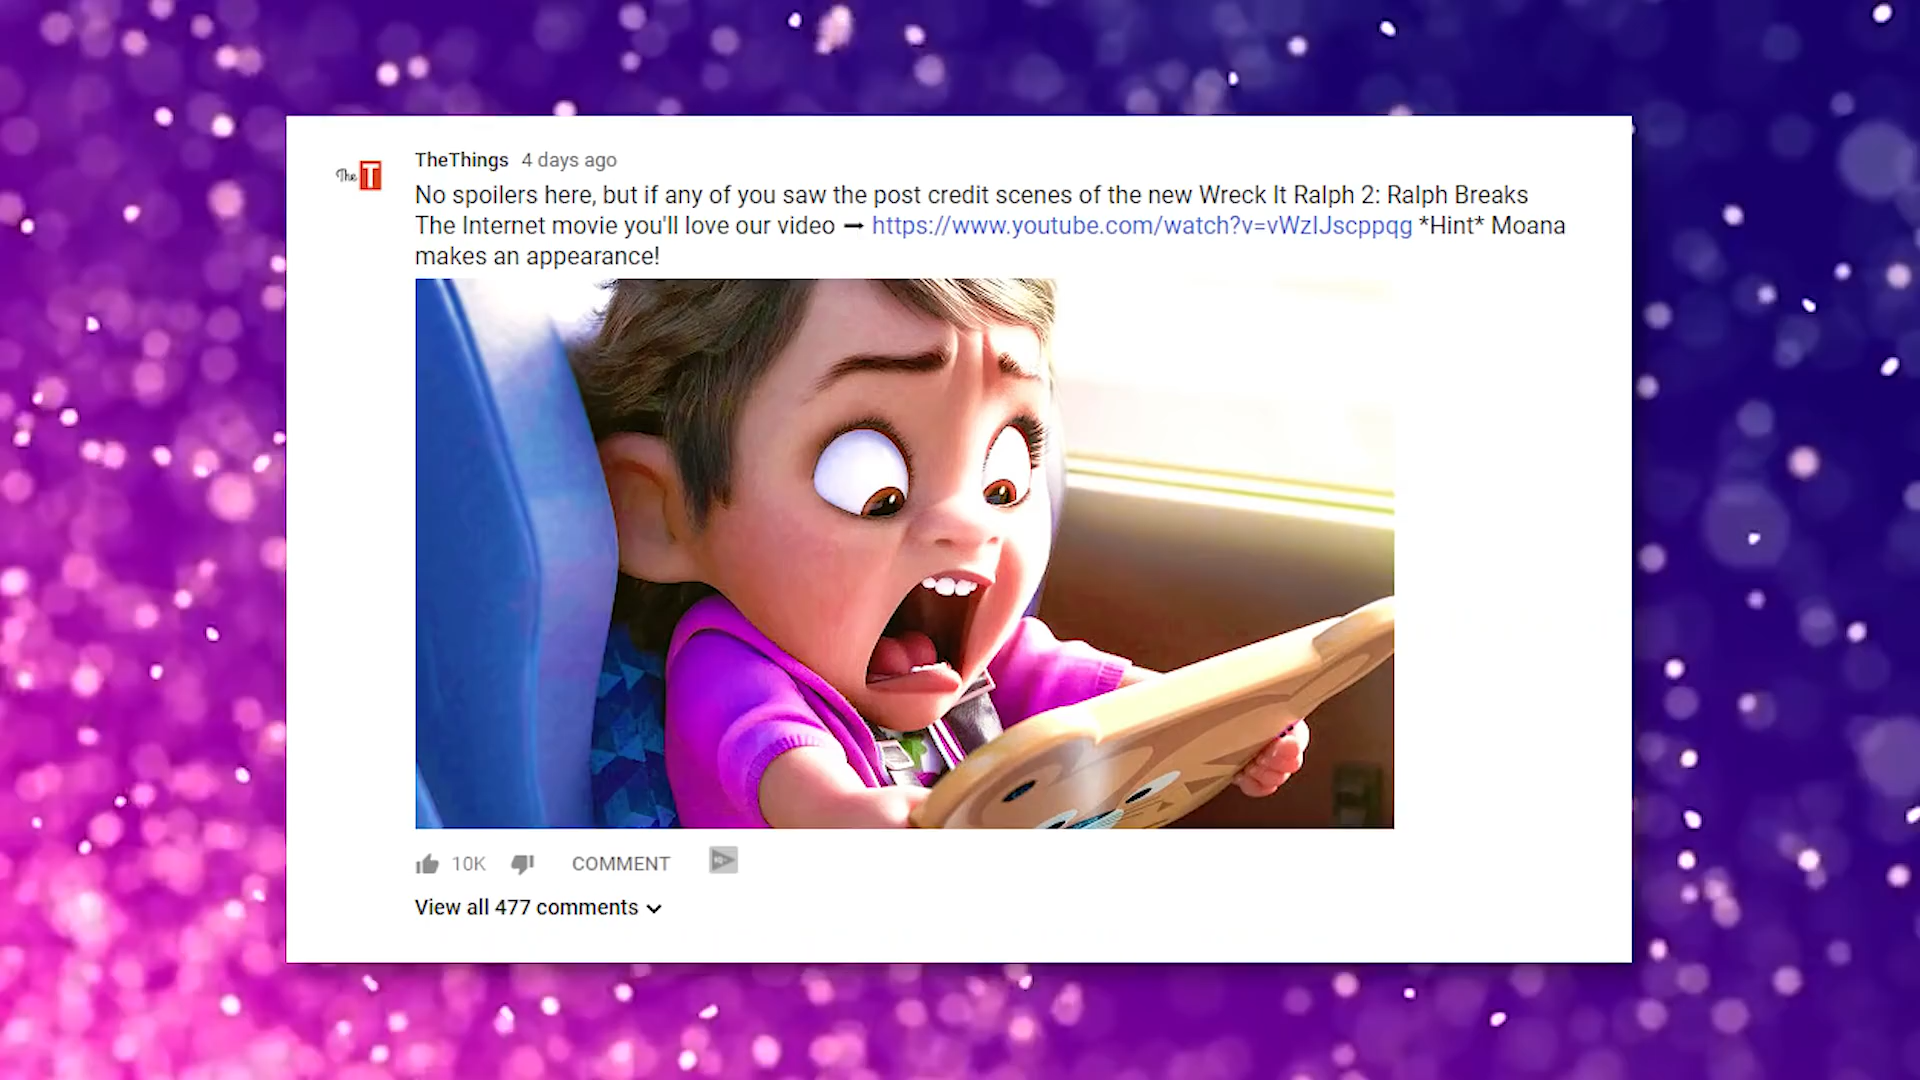 The T
TheThings 4 days ago
No spoilers here, but if any of you saw the post credit scenes of the new Wreck It Ralph 2: Ralph Breaks
The Internet movie you'll love our video ➞ https://www.youtube.com/watch?v=vWzIJscppqg *Hint* Moana
makes an appearance!
10K COMMENT
View all 477 comments